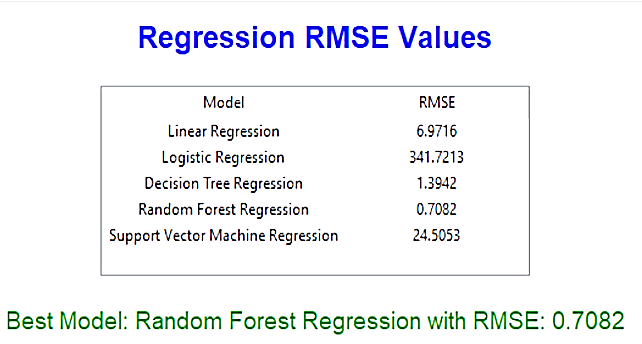 Regression RMSE Values
Model RMSE
Linear Regression 6.9716
Logistic Regression 341.7213
Decision Tree Regression 1.3942
Random Forest Regression 0.7082
Support Vector Machine Regression 24.5053
Best Model: Random Forest Regression with RMSE: 0.7082